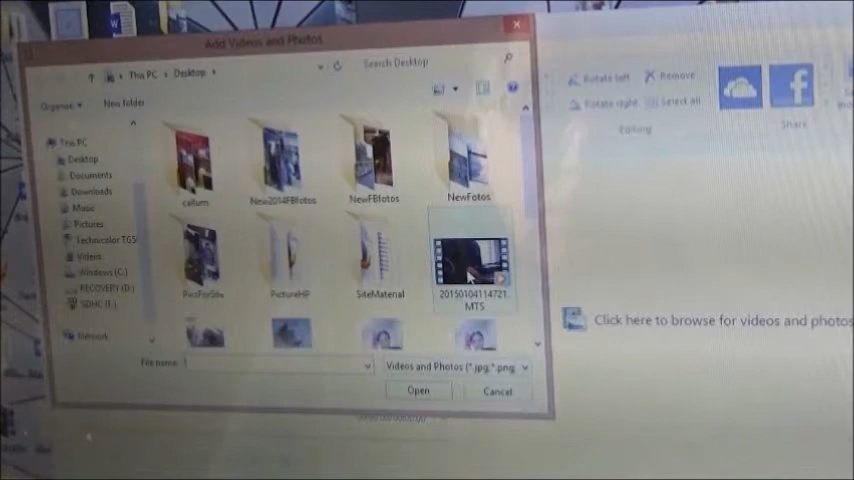 Add Videos and Photos
This PC
Desktop
Search Desktop
Organize
New folder
This PC
Desktop
Documents
Downloads
Music
Pictures
Technicolor TG5
Videos
Windows (C:)
RECOVERY (D:)
SDHC (F:)
Network
callum
New2014FBfotos
NewFBfotos
NewFotos
PicsForSite
PictureHP
SiteMaterial
20150104114721.
MTS
File name:
Videos and Photos (*.jpg;*.png;
Open
Cancel
Rotate left
Remove
Rotate right
Select all
Editing
Share
Click here to browse for videos and photos